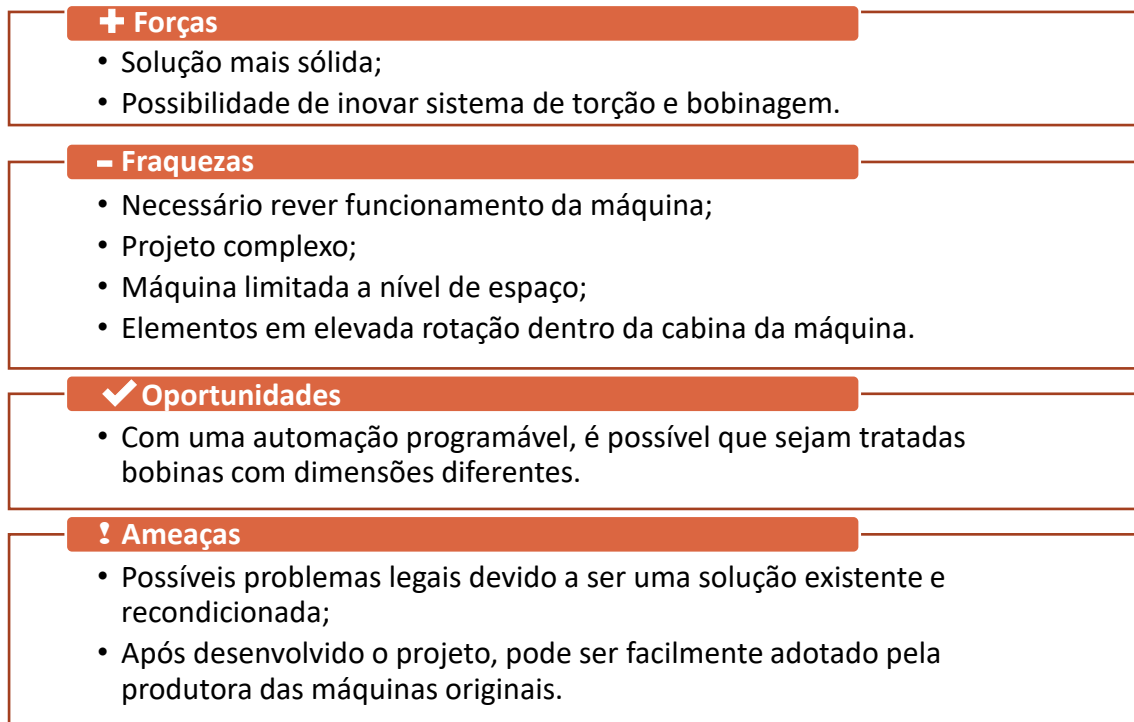 + Forças
• Solução mais sólida;
• Possibilidade de inovar sistema de torção e bobinagem.
– Fraquezas
• Necessário rever funcionamento da máquina;
• Projeto complexo;
• Máquina limitada a nível de espaço;
• Elementos em elevada rotação dentro da cabina da máquina.
✔ Oportunidades
• Com uma automação programável, é possível que sejam tratadas
bobinas com dimensões diferentes.
! Ameaças
• Possíveis problemas legais devido a ser uma solução existente e
recondicionada;
• Após desenvolvido o projeto, pode ser facilmente adotado pela
produtora das máquinas originais.